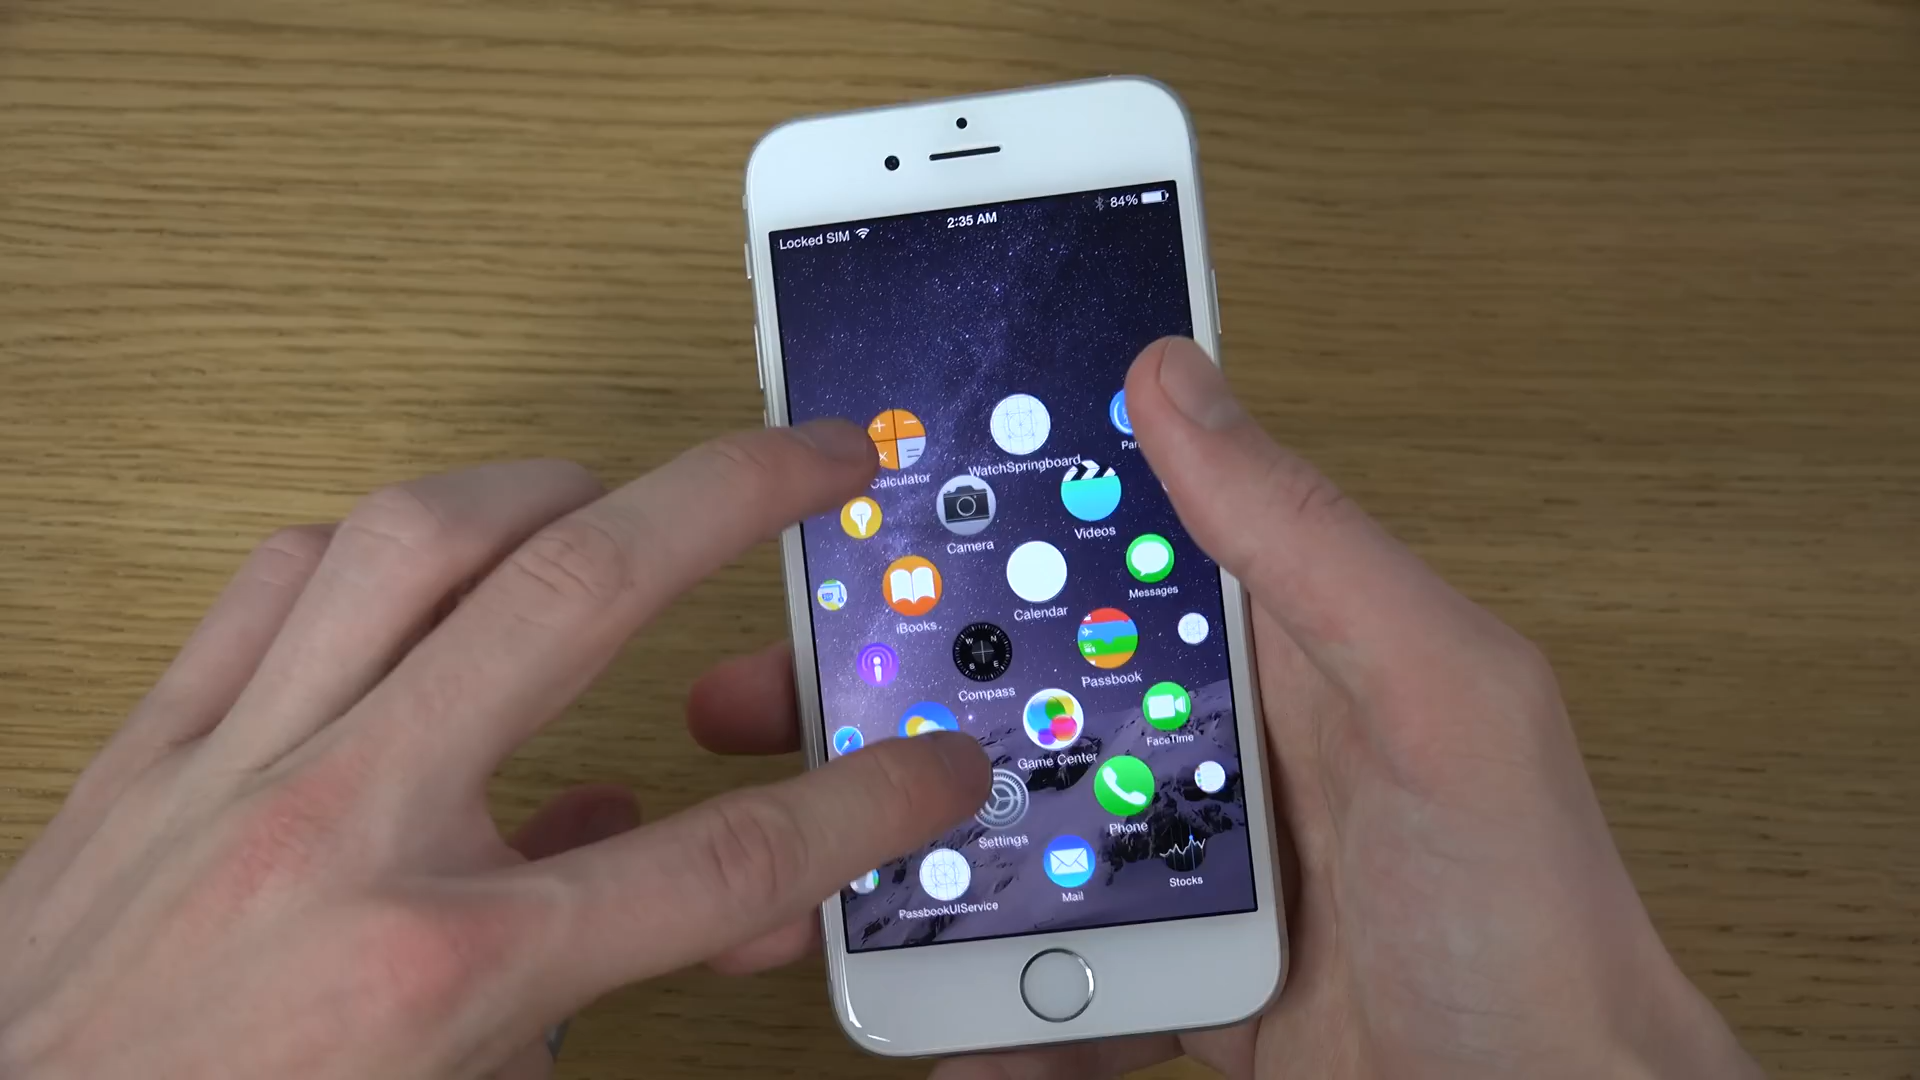 Locked SIM
2:35 AM
84%
Calculator
WatchSpringboard
Camera
Videos
iBooks
Calendar
Messages
Compass
W N
S E
Passbook
Game Center
FaceTime
Settings
Phone
PassbookUIService
Mail
Stocks